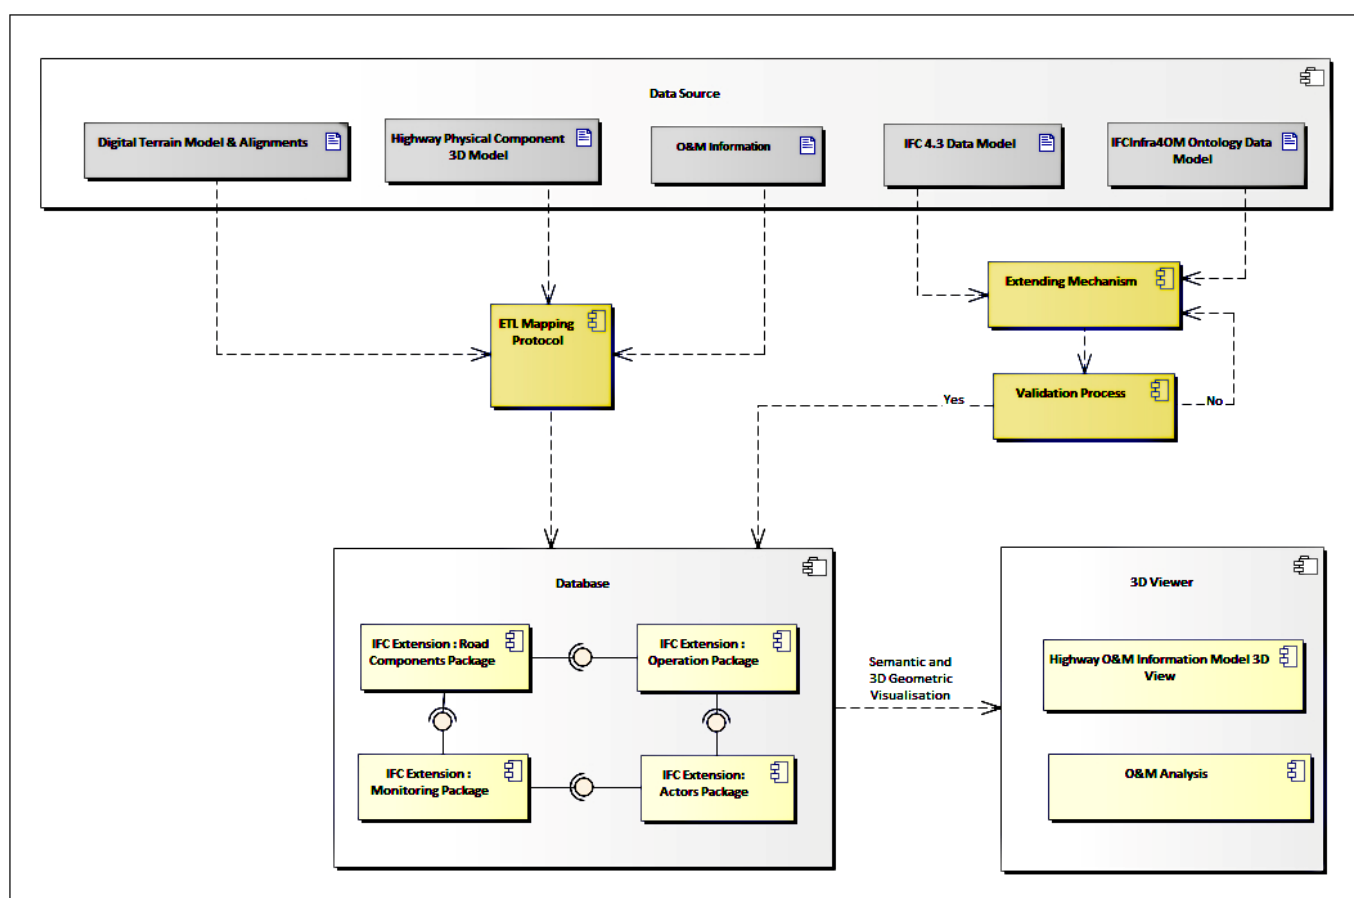 Data Source
Digital Terrain Model & Alignments
Highway Physical Component
3D Model
O&M Information
IFC 4.3 Data Model
IFCInfra4OM Ontology Data
Model
Extending Mechanism
ETL Mapping
Protocol
Validation Process
Yes
No
Database
IFC Extension : Road
Components Package
IFC Extension :
Operation Package
IFC Extension :
Monitoring Package
IFC Extension:
Actors Package
Semantic and
3D Geometric
Visualisation
3D Viewer
Highway O&M Information Model 3D
View
O&M Analysis